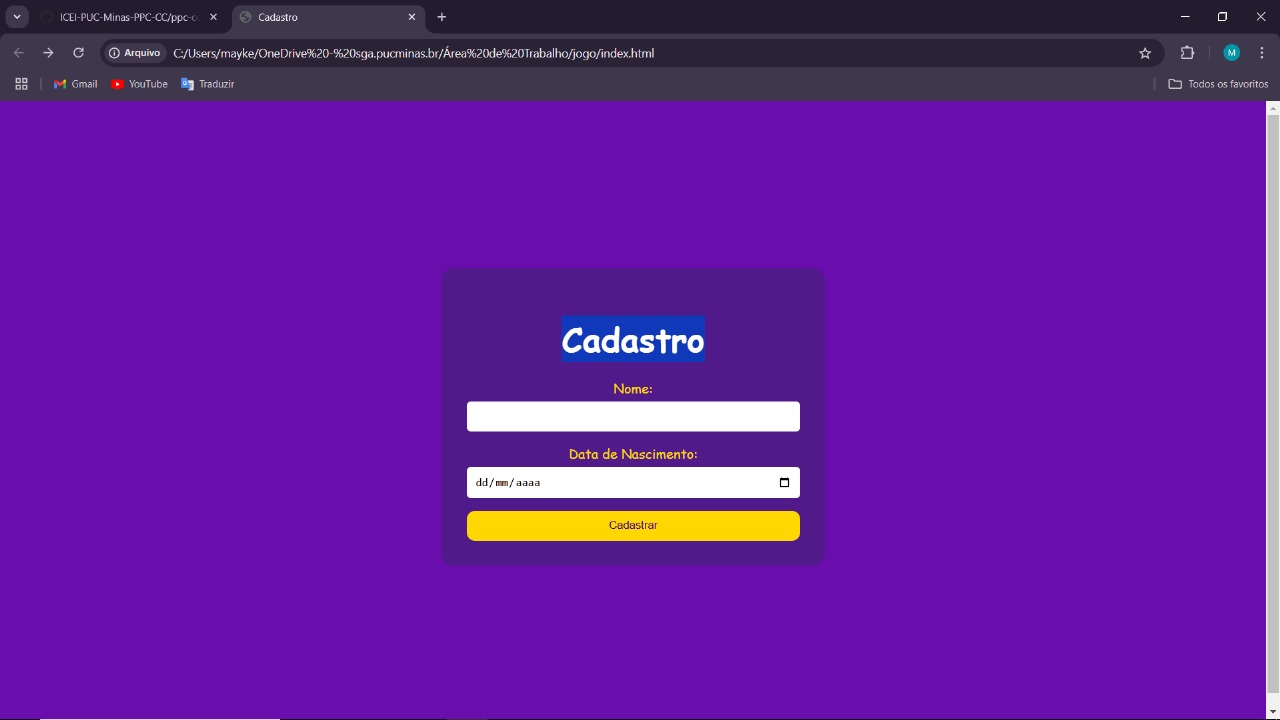 ICEI-PUC-Minas-PPC-CC/ppc-cc
Cadastro
Arquivo C:/Users/mayke/OneDrive%20-%20sga.pucminas.br/Área%20de%20Trabalho/jogo/index.html
M
Gmail YouTube Traduzir Todos os favoritos
Cadastro
Nome:
Data de Nascimento:
dd/mm/aaaa
Cadastrar